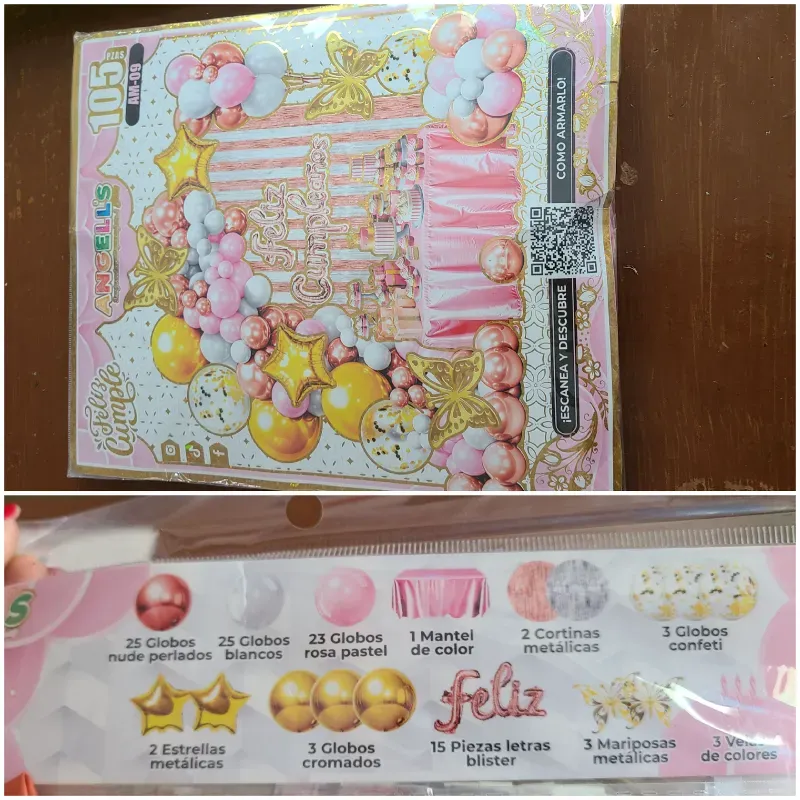 105
PZAS
AM-09
ANGELL'S
Feliz
Cumple
Feliz
Cumpleaños
¡ESCANEA Y DESCUBRE
COMO ARMARLO!
25 Globos
nude perlados
25 Globos
blancos
23 Globos
rosa pastel
1 Mantel
de color
2 Cortinas
metálicas
3 Globos
confeti
2 Estrellas
metálicas
3 Globos
cromados
feliz
15 Piezas letras
blister
3 Mariposas
metálicas
3 Velas
de colores